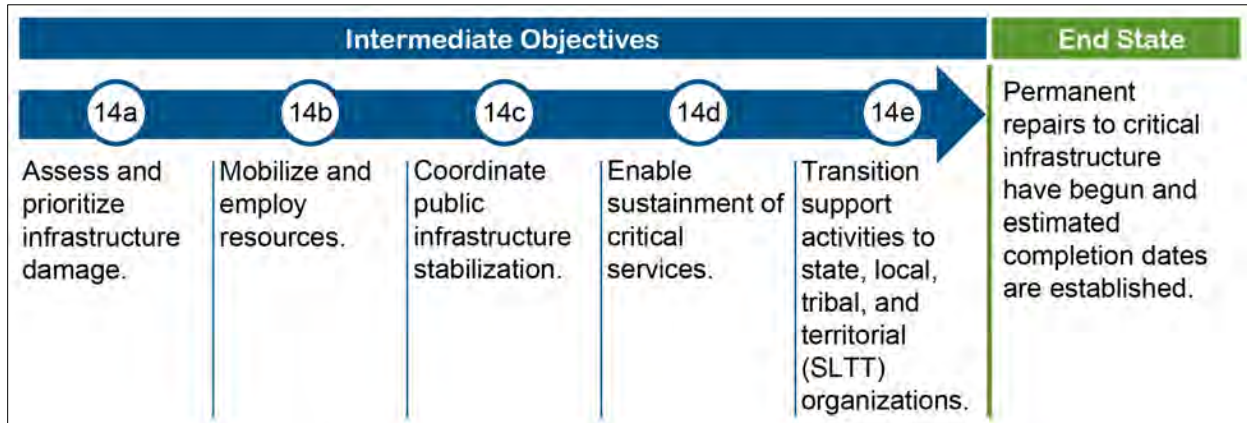 Intermediate Objectives
End State
14a
14b
14c
14d
14e
Assess and
prioritize
infrastructure
damage.
Mobilize and
employ
resources.
Coordinate
public
infrastructure
stabilization.
Enable
sustainment of
critical
services.
Transition
support
activities to
state, local,
tribal, and
territorial
(SLTT)
organizations.
Permanent
repairs to critical
infrastructure
have begun and
estimated
completion dates
are established.